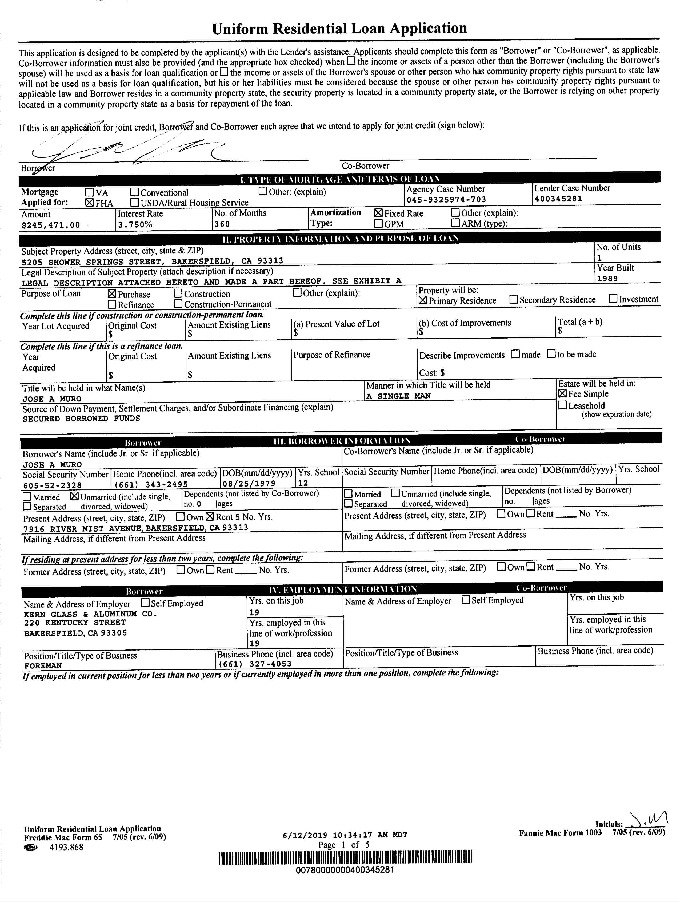 Uniform Residential Loan Application
This application is designed to be completed by the applicant(s) with the Lender's assistance. Applicants should complete this form as "Borrower" or "Co-Borrower", as applicable.
Co-Borrower information must also be provided (and the appropriate box checked) when ☐ the income or assets of a person other than the Borrower (including the Borrower's
spouse) will be used as a basis for loan qualification or ☐ the income or assets of the Borrower's spouse or other person who has community property rights pursuant to state law
will not be used as a basis for loan qualification, but his or her liabilities must be considered because the spouse or other person has community property rights pursuant to
applicable law and Borrower resides in a community property state, the security property is located in a community property state, or the Borrower is relying on other property
located in a community property state as a basis for repayment of the loan.
If this is an application for joint credit, Borrower and Co-Borrower each agree that we intend to apply for joint credit (sign below):
Borrower Co-Borrower
I. TYPE OF MORTGAGE AND TERMS OF LOAN
Mortgage ☐ VA ☐ Conventional ☐ Other: (explain) Agency Case Number Lender Case Number
Applied for: ☒ FHA ☐ USDA/Rural Housing Service 045-9325974-703 400345281
Amount Interest Rate No. of Months Amortization ☒ Fixed Rate ☐ Other (explain):
$245,471.00 3.750% 360 Type: ☐ GPM ☐ ARM (type):
II. PROPERTY INFORMATION AND PURPOSE OF LOAN
Subject Property Address (street, city, state & ZIP) No. of Units
5205 SHOWER SPRINGS STREET, BAKERSFIELD, CA 93313 1
Legal Description of Subject Property (attach description if necessary) Year Built
LEGAL DESCRIPTION ATTACHED HERETO AND MADE A PART HEREOF. SEE EXHIBIT A 1989
Purpose of Loan ☒ Purchase ☐ Construction ☐ Other (explain): Property will be:
☐ Refinance ☐ Construction-Permanent ☒ Primary Residence ☐ Secondary Residence ☐ Investment
Complete this line if construction or construction-permanent loan.
Year Lot Acquired Original Cost Amount Existing Liens (a) Present Value of Lot (b) Cost of Improvements Total (a + b)
$ $ $ $ $
Complete this line if this is a refinance loan.
Year Original Cost Amount Existing Liens Purpose of Refinance Describe Improvements ☐ made ☐ to be made
Acquired
$ $ Cost: $
Title will be held in what Name(s) Manner in which Title will be held Estate will be held in:
JOSE A MURO A SINGLE MAN ☒ Fee Simple
Source of Down Payment, Settlement Charges, and/or Subordinate Financing (explain) ☐ Leasehold
SECURED BORROWED FUNDS (show expiration date)
Borrower III. BORROWER INFORMATION Co-Borrower
Borrower's Name (include Jr. or Sr. if applicable) Co-Borrower's Name (include Jr. or Sr. if applicable)
JOSE A MURO
Social Security Number Home Phone(incl. area code) DOB(mm/dd/yyyy) Yrs. School Social Security Number Home Phone(incl. area code) DOB(mm/dd/yyyy) Yrs. School
605-52-2328 (661) 343-2495 08/25/1979 12
☐ Married ☒ Unmarried (include single, Dependents (not listed by Co-Borrower) ☐ Married ☐ Unmarried (include single, Dependents (not listed by Borrower)
☐ Separated divorced, widowed) no. 0 ages ☐ Separated divorced, widowed) no. ages
Present Address (street, city, state, ZIP) ☐ Own ☒ Rent 5 No. Yrs. Present Address (street, city, state, ZIP) ☐ Own ☐ Rent No. Yrs.
7916 RIVER MIST AVENUE, BAKERSFIELD, CA 93313
Mailing Address, if different from Present Address Mailing Address, if different from Present Address
If residing at present address for less than two years, complete the following:
Former Address (street, city, state, ZIP) ☐ Own ☐ Rent No. Yrs. Former Address (street, city, state, ZIP) ☐ Own ☐ Rent No. Yrs.
Borrower IV. EMPLOYMENT INFORMATION Co-Borrower
Name & Address of Employer ☐ Self Employed Yrs. on this job Name & Address of Employer ☐ Self Employed Yrs. on this job
KERN GLASS & ALUMINUM CO. 19
220 KENTUCKY STREET Yrs. employed in this Yrs. employed in this
BAKERSFIELD, CA 93305 line of work/profession line of work/profession
19
Position/Title/Type of Business Business Phone (incl. area code) Position/Title/Type of Business Business Phone (incl. area code)
FOREMAN (661) 327-4053
If employed in current position for less than two years or if currently employed in more than one position, complete the following:
Initials: J.M
Uniform Residential Loan Application 6/12/2019 10:34:17 AM MDT
Freddie Mac Form 65 7/05 (rev. 6/09) Page 1 of 5 Fannie Mae Form 1003 7/05 (rev. 6/09)
4193.868
00780000000400345281